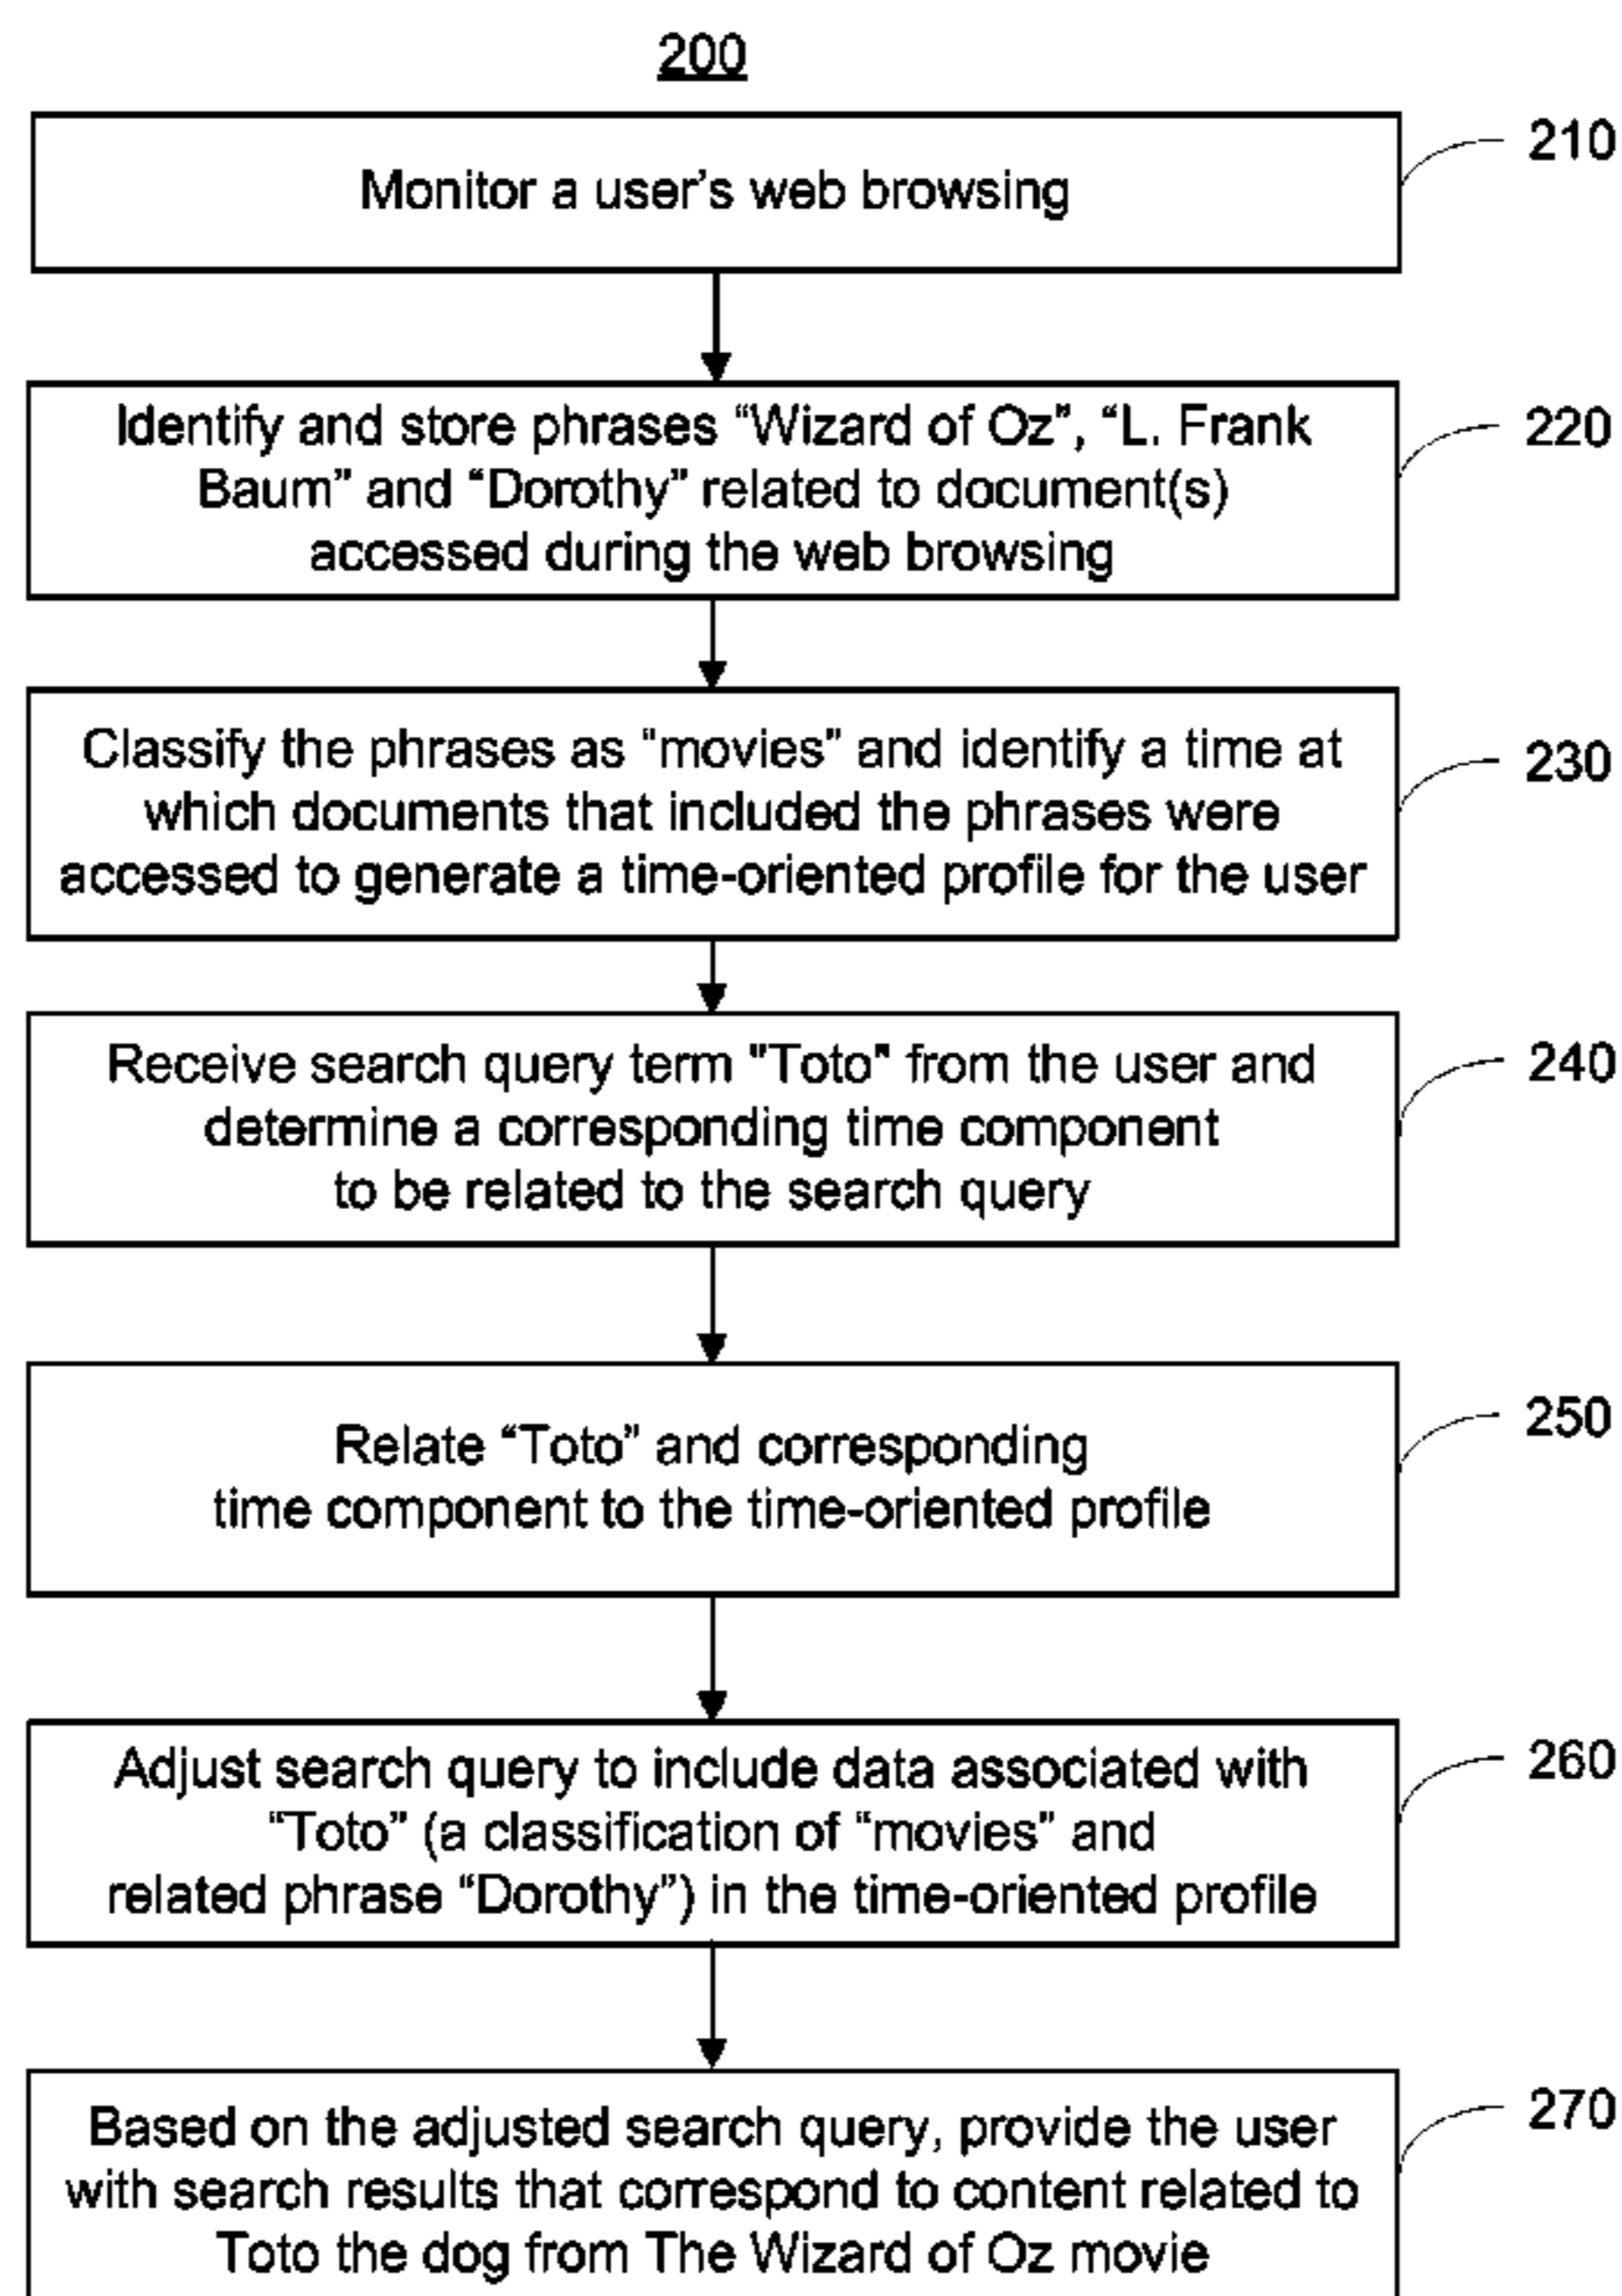 200
Monitor a user's web browsing
210
Identify and store phrases “Wizard of Oz”, “L. Frank
Baum” and “Dorothy” related to document(s)
accessed during the web browsing
220
Classify the phrases as “movies” and identify a time at
which documents that included the phrases were
accessed to generate a time-oriented profile for the user
230
Receive search query term "Toto" from the user and
determine a corresponding time component
to be related to the search query
240
Relate “Toto” and corresponding
time component to the time-oriented profile
250
Adjust search query to include data associated with
“Toto” (a classification of “movies” and
related phrase “Dorothy”) in the time-oriented profile
260
Based on the adjusted search query, provide the user
with search results that correspond to content related to
Toto the dog from The Wizard of Oz movie
270